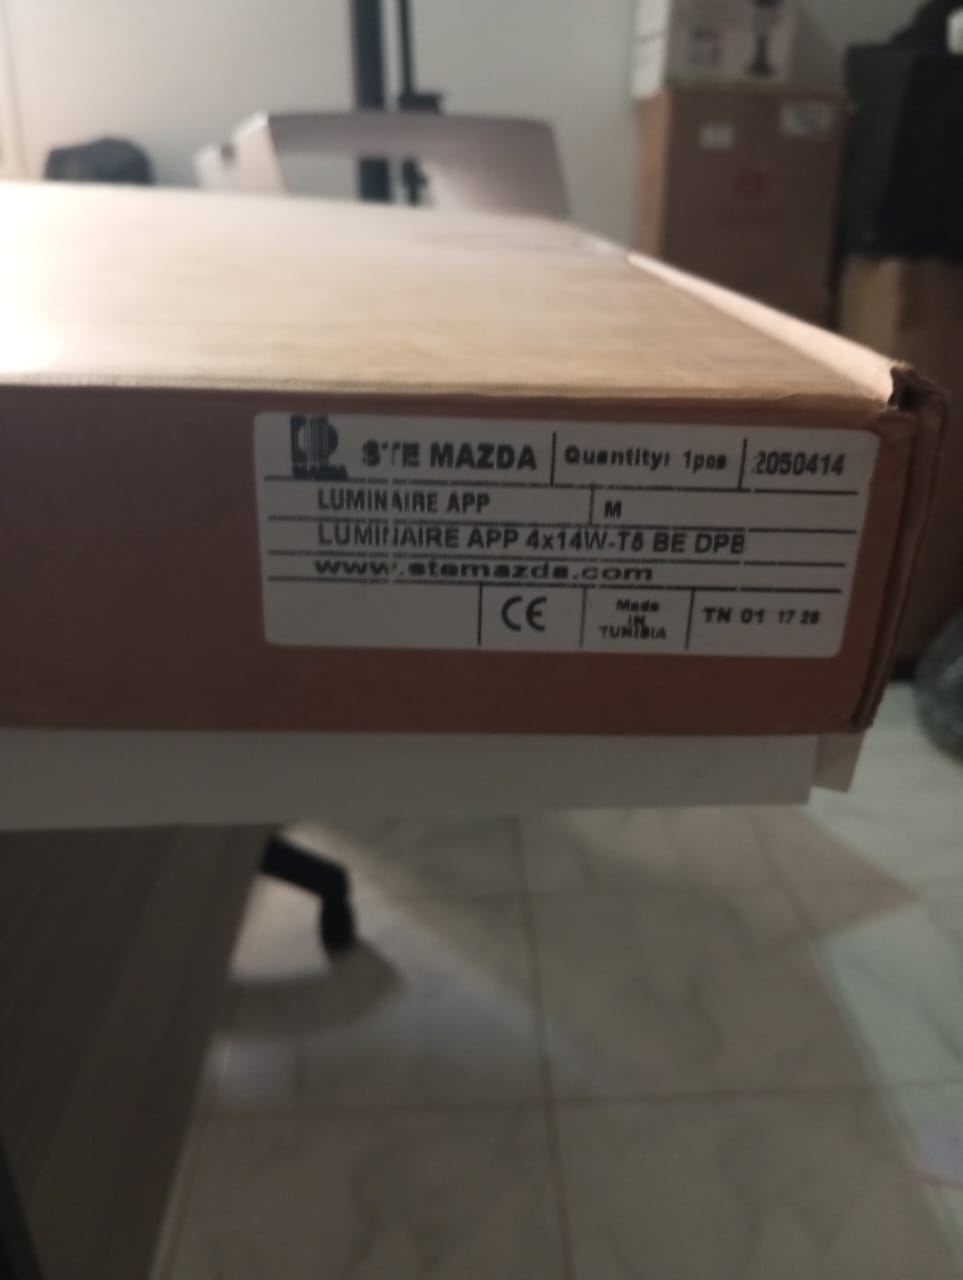 STE MAZDA Quantity: 1pcs 2050414
LUMINAIRE APP M
LUMINAIRE APP 4x14W-T5 BE DPB
www.stemazda.com
CE Made IN TUNISIA TN 01 17 28